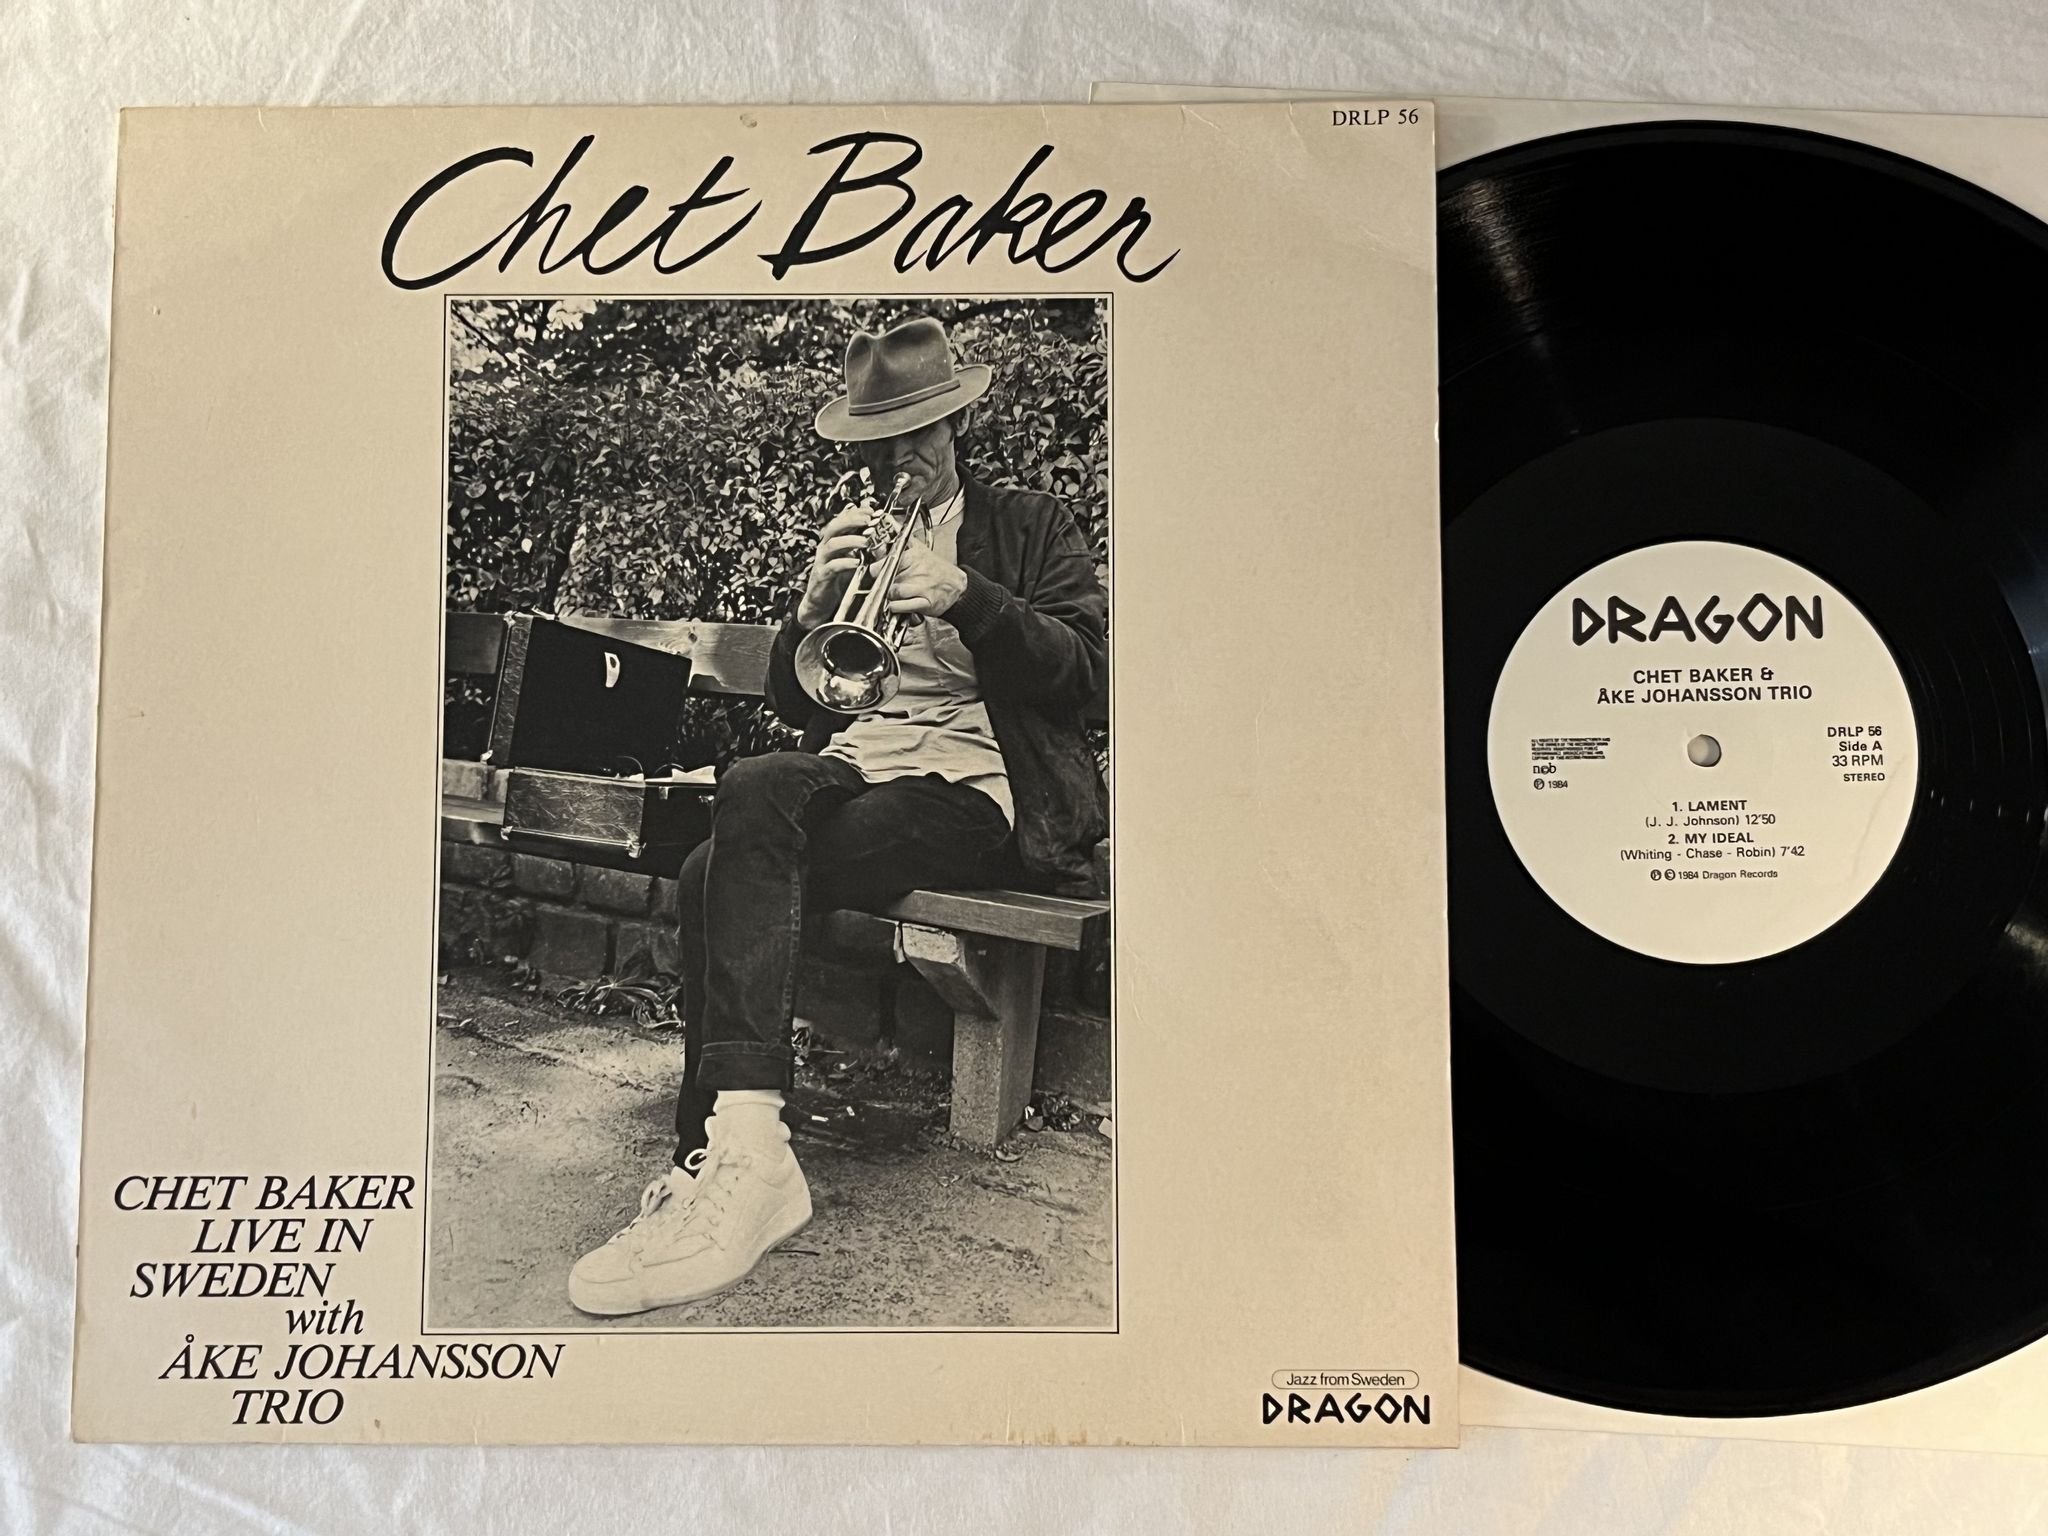 DRLP 56
Chet Baker
CHET BAKER
LIVE IN
SWEDEN
with
ÅKE JOHANSSON
TRIO
Jazz from Sweden
DRAGON
DRAGON
CHET BAKER &
ÅKE JOHANSSON TRIO
DRLP 56
Side A
33 RPM
STEREO
ncb
Ⓟ 1984
1. LAMENT
(J. J. Johnson) 12'50
2. MY IDEAL
(Whiting - Chase - Robin) 7'42
Ⓟ © 1984 Dragon Records